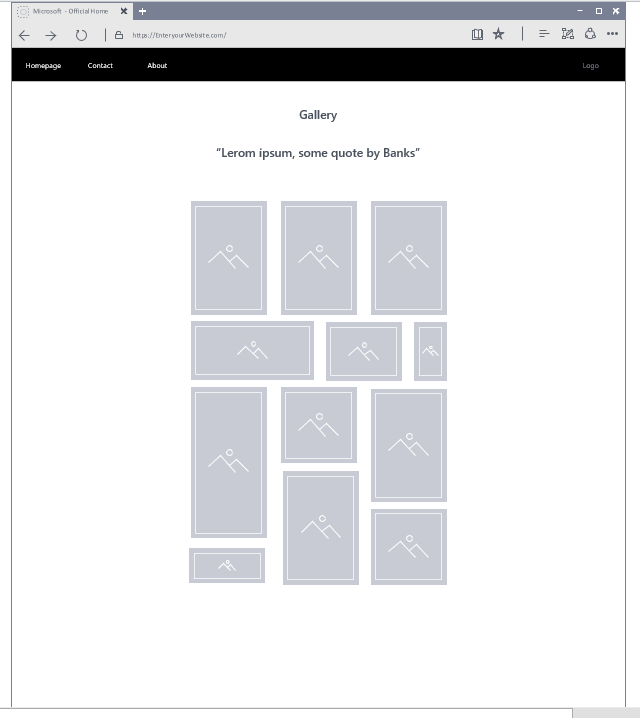 Microsoft - Official Home
https://EnteryourWebsite.com/
Homepage Contact About Logo
Gallery
“Lerom ipsum, some quote by Banks”